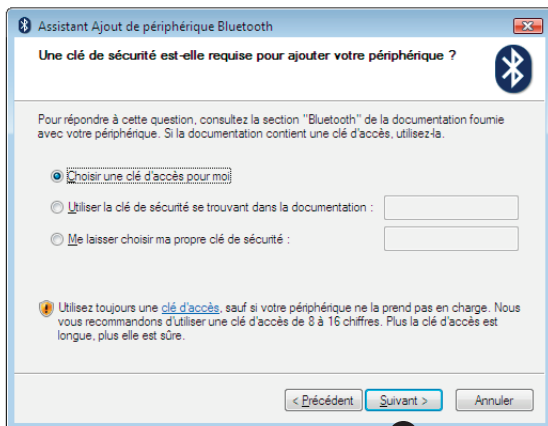 Assistant Ajout de périphérique Bluetooth
Une clé de sécurité est-elle requise pour ajouter votre périphérique ?
Pour répondre à cette question, consultez la section "Bluetooth" de la documentation fournie
avec votre périphérique. Si la documentation contient une clé d'accès, utilisez-la.
Choisir une clé d'accès pour moi
Utiliser la clé de sécurité se trouvant dans la documentation :
Me laisser choisir ma propre clé de sécurité :
Utilisez toujours une clé d'accès, sauf si votre périphérique ne la prend pas en charge. Nous
vous recommandons d'utiliser une clé d'accès de 8 à 16 chiffres. Plus la clé d'accès est
longue, plus elle est sûre.
< Précédent Suivant > Annuler